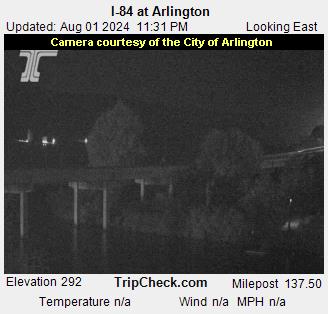 I-84 at Arlington
Updated: Aug 01 2024 11:31 PM Looking East
Camera courtesy of the City of Arlington
Elevation 292 TripCheck.com Milepost 137.50
Temperature n/a Wind n/a MPH n/a